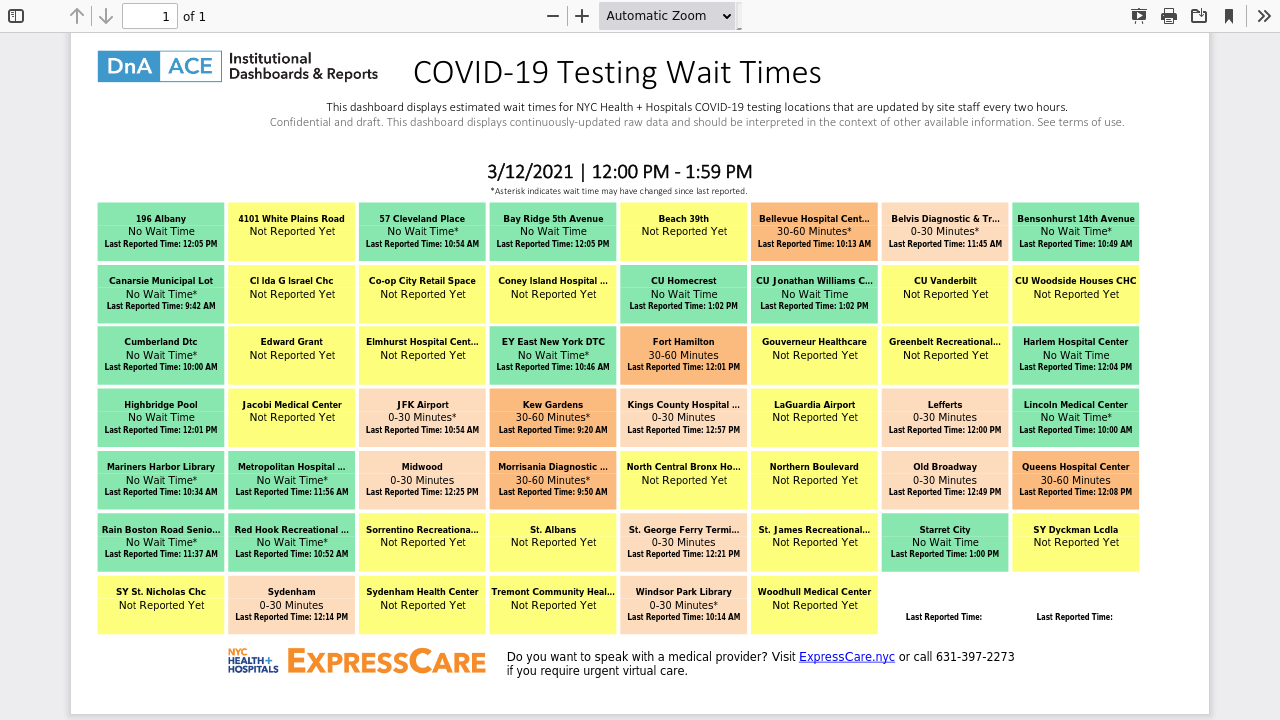 1 of 1
Automatic Zoom
DnA ACE Institutional
Dashboards & Reports
COVID-19 Testing Wait Times
This dashboard displays estimated wait times for NYC Health + Hospitals COVID-19 testing locations that are updated by site staff every two hours.
Confidential and draft. This dashboard displays continuously-updated raw data and should be interpreted in the context of other available information. See terms of use.
3/12/2021 | 12:00 PM - 1:59 PM
*Asterisk indicates wait time may have changed since last reported.
196 Albany
No Wait Time
Last Reported Time: 12:05 PM
4101 White Plains Road
Not Reported Yet
57 Cleveland Place
No Wait Time*
Last Reported Time: 10:54 AM
Bay Ridge 5th Avenue
No Wait Time
Last Reported Time: 12:05 PM
Beach 39th
Not Reported Yet
Bellevue Hospital Cent...
30-60 Minutes*
Last Reported Time: 10:13 AM
Belvis Diagnostic & Tr...
0-30 Minutes*
Last Reported Time: 11:45 AM
Bensonhurst 14th Avenue
No Wait Time*
Last Reported Time: 10:49 AM
Canarsie Municipal Lot
No Wait Time*
Last Reported Time: 9:42 AM
Cl Ida G Israel Chc
Not Reported Yet
Co-op City Retail Space
Not Reported Yet
Coney Island Hospital ...
Not Reported Yet
CU Homecrest
No Wait Time
Last Reported Time: 1:02 PM
CU Jonathan Williams C...
No Wait Time
Last Reported Time: 1:02 PM
CU Vanderbilt
Not Reported Yet
CU Woodside Houses CHC
Not Reported Yet
Cumberland Dtc
No Wait Time*
Last Reported Time: 10:00 AM
Edward Grant
Not Reported Yet
Elmhurst Hospital Cent...
Not Reported Yet
EY East New York DTC
No Wait Time*
Last Reported Time: 10:46 AM
Fort Hamilton
30-60 Minutes
Last Reported Time: 12:01 PM
Gouverneur Healthcare
Not Reported Yet
Greenbelt Recreational...
Not Reported Yet
Harlem Hospital Center
No Wait Time
Last Reported Time: 12:04 PM
Highbridge Pool
No Wait Time
Last Reported Time: 12:01 PM
Jacobi Medical Center
Not Reported Yet
JFK Airport
0-30 Minutes*
Last Reported Time: 10:54 AM
Kew Gardens
30-60 Minutes*
Last Reported Time: 9:20 AM
Kings County Hospital ...
0-30 Minutes
Last Reported Time: 12:57 PM
LaGuardia Airport
Not Reported Yet
Lefferts
0-30 Minutes
Last Reported Time: 12:00 PM
Lincoln Medical Center
No Wait Time*
Last Reported Time: 10:00 AM
Mariners Harbor Library
No Wait Time*
Last Reported Time: 10:34 AM
Metropolitan Hospital ...
No Wait Time*
Last Reported Time: 11:56 AM
Midwood
0-30 Minutes
Last Reported Time: 12:25 PM
Morrisania Diagnostic ...
30-60 Minutes*
Last Reported Time: 9:50 AM
North Central Bronx Ho...
Not Reported Yet
Northern Boulevard
Not Reported Yet
Old Broadway
0-30 Minutes
Last Reported Time: 12:49 PM
Queens Hospital Center
30-60 Minutes
Last Reported Time: 12:08 PM
Rain Boston Road Senio...
No Wait Time*
Last Reported Time: 11:37 AM
Red Hook Recreational ...
No Wait Time*
Last Reported Time: 10:52 AM
Sorrentino Recreationa...
Not Reported Yet
St. Albans
Not Reported Yet
St. George Ferry Termi...
0-30 Minutes
Last Reported Time: 12:21 PM
St. James Recreational...
Not Reported Yet
Starret City
No Wait Time
Last Reported Time: 1:00 PM
SY Dyckman Lcdla
Not Reported Yet
SY St. Nicholas Chc
Not Reported Yet
Sydenham
0-30 Minutes
Last Reported Time: 12:14 PM
Sydenham Health Center
Not Reported Yet
Tremont Community Heal...
Not Reported Yet
Windsor Park Library
0-30 Minutes*
Last Reported Time: 10:14 AM
Woodhull Medical Center
Not Reported Yet
Last Reported Time:
Last Reported Time:
NYC
HEALTH+
HOSPITALS
EXPRESSCARE
Do you want to speak with a medical provider? Visit ExpressCare.nyc or call 631-397-2273
if you require urgent virtual care.